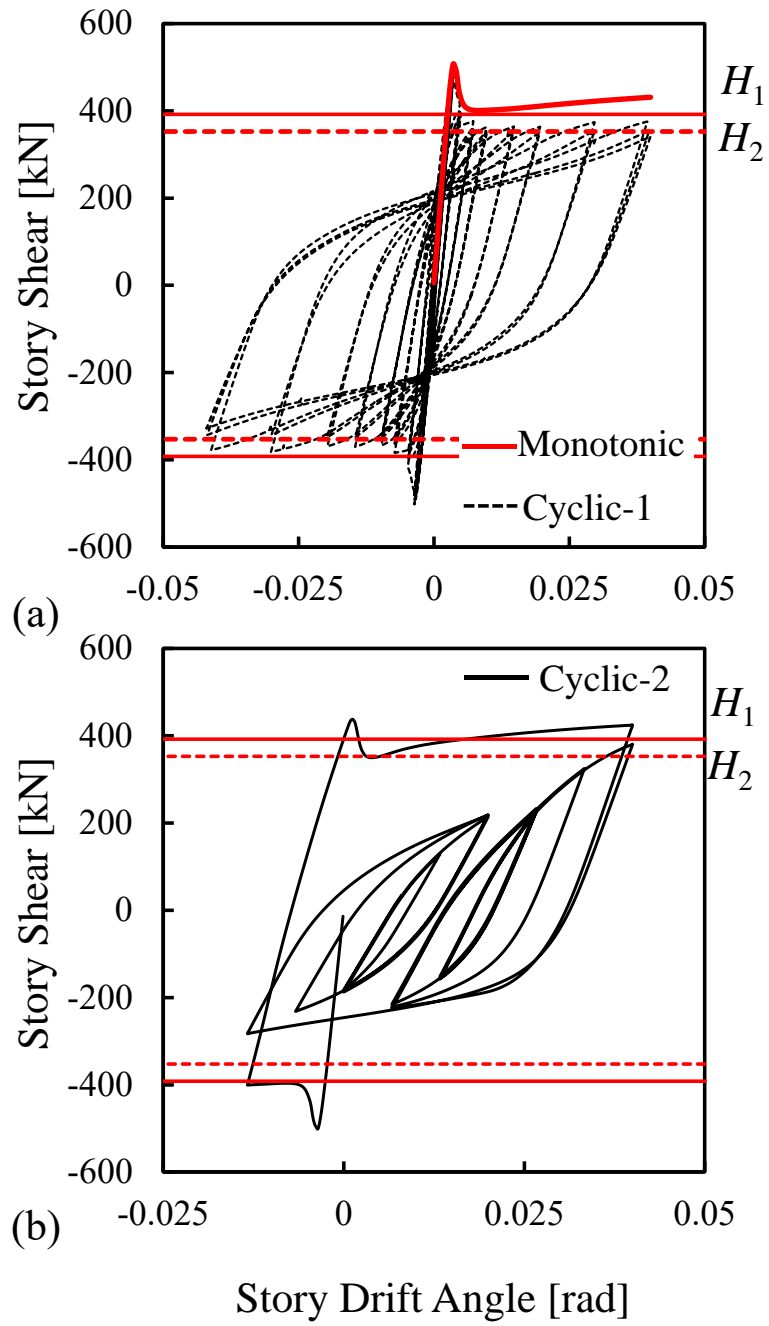 600
400
200
0
-200
-400
-600
Story Shear [kN]
H1
H2
Monotonic
Cyclic-1
-0.05
-0.025
0
0.025
0.05
(a)
600
400
200
0
-200
-400
-600
Story Shear [kN]
Cyclic-2
H1
H2
-0.025
0
0.025
0.05
(b)
Story Drift Angle [rad]